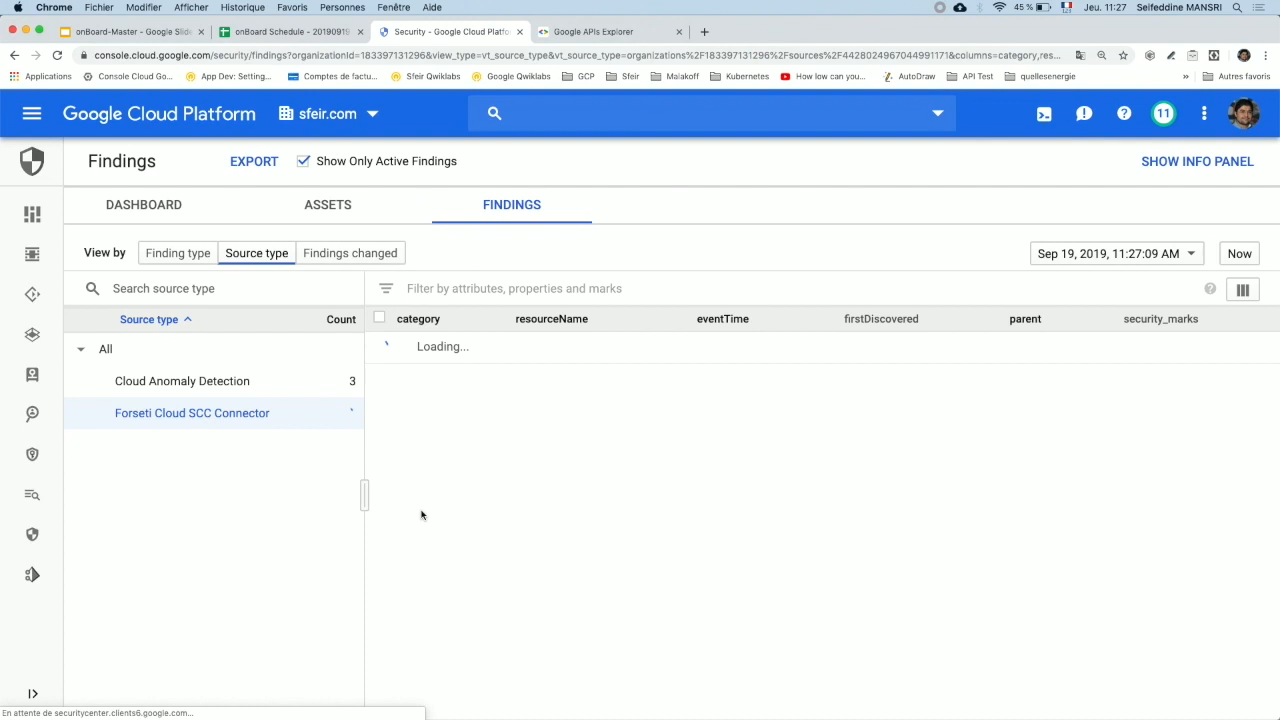 Chrome Fichier Modifier Afficher Historique Favoris Personnes Fenêtre Aide 45 % Jeu. 11:27 Seifeddine MANSRI
onBoard-Master - Google Slide onBoard Schedule - 20190919 Security - Google Cloud Platfo Google APIs Explorer
console.cloud.google.com/security/findings?organizationId=183397131296&view_type=vt_source_type&vt_source_type=organizations%2F183397131296%2Fsources%2F4428024967044991171&columns=category,res...
Applications Console Cloud Go... App Dev: Setting... Comptes de factu... Sfeir Qwiklabs Google Qwiklabs GCP Sfeir Malakoff Kubernetes How low can you... AutoDraw API Test quellesenergie » Autres favoris
Google Cloud Platform sfeir.com 11
Findings EXPORT Show Only Active Findings SHOW INFO PANEL
DASHBOARD ASSETS FINDINGS
View by Finding type Source type Findings changed Sep 19, 2019, 11:27:09 AM Now
Search source type Filter by attributes, properties and marks
Source type Count category resourceName eventTime firstDiscovered parent security_marks
All Loading...
Cloud Anomaly Detection 3
Forseti Cloud SCC Connector
En attente de securitycenter.clients6.google.com...